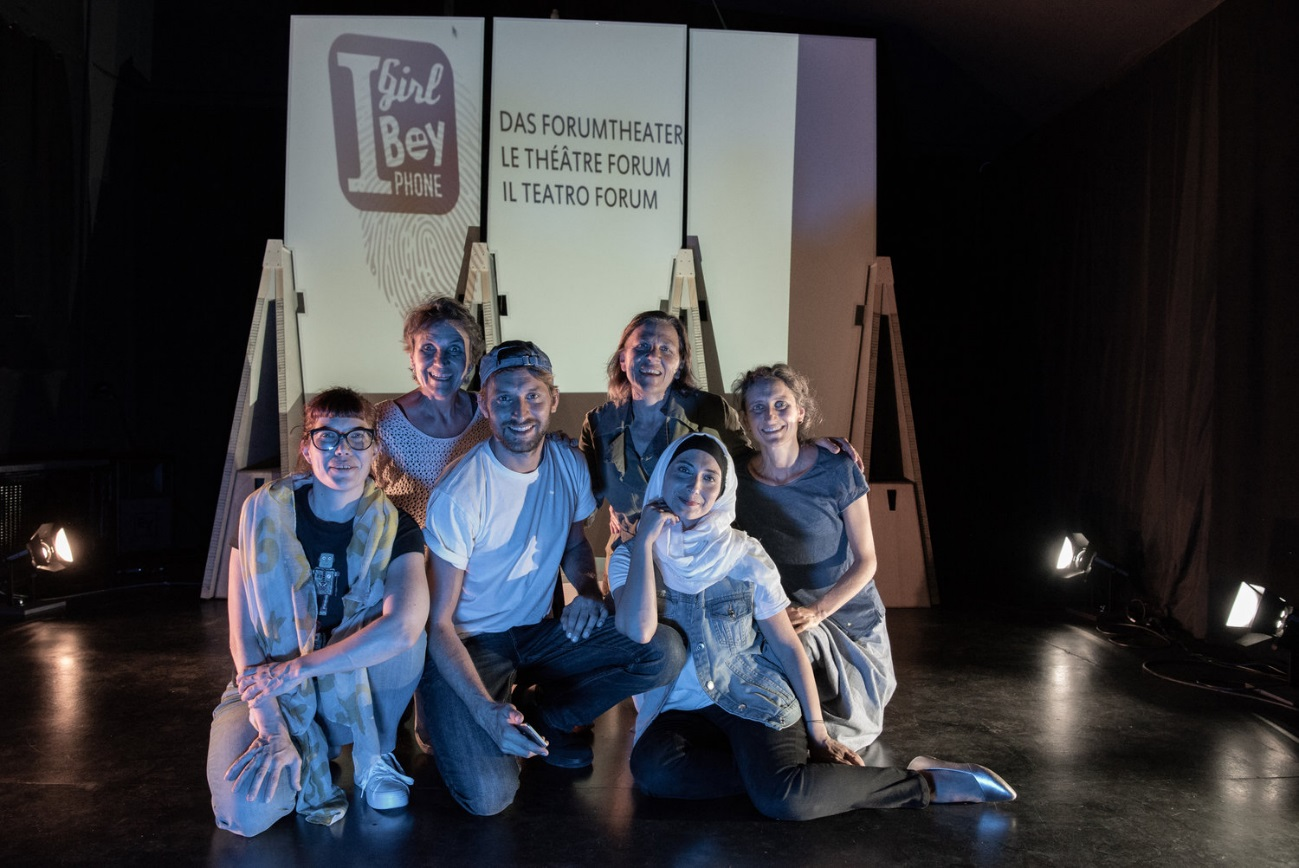 I Girl
Boy
PHONE
DAS FORUMTHEATER
LE THÉÂTRE FORUM
IL TEATRO FORUM